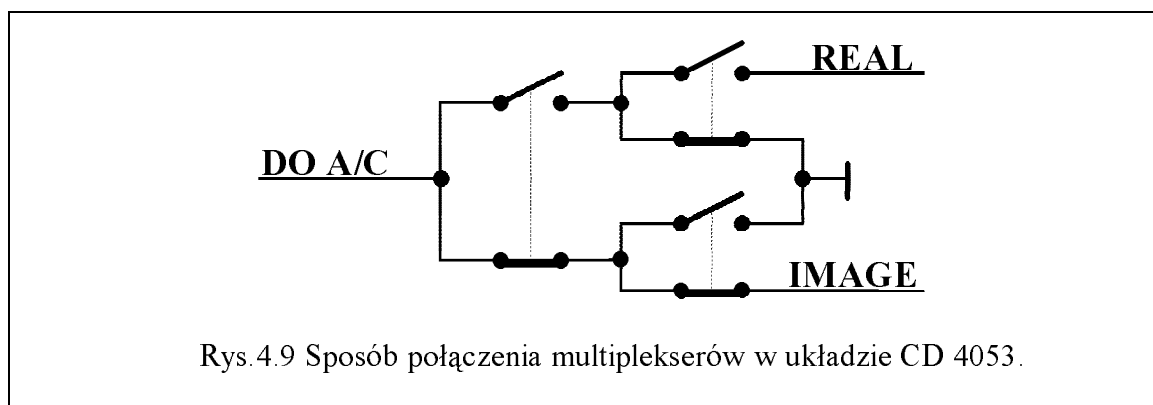 REAL
DO A/C
IMAGE
Rys.4.9 Sposób połączenia multiplekserów w układzie CD 4053.